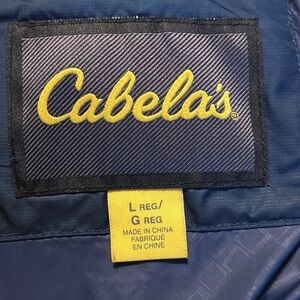 Cabela's®
L REG/
G REG
MADE IN CHINA
FABRIQUÉ
EN CHINE